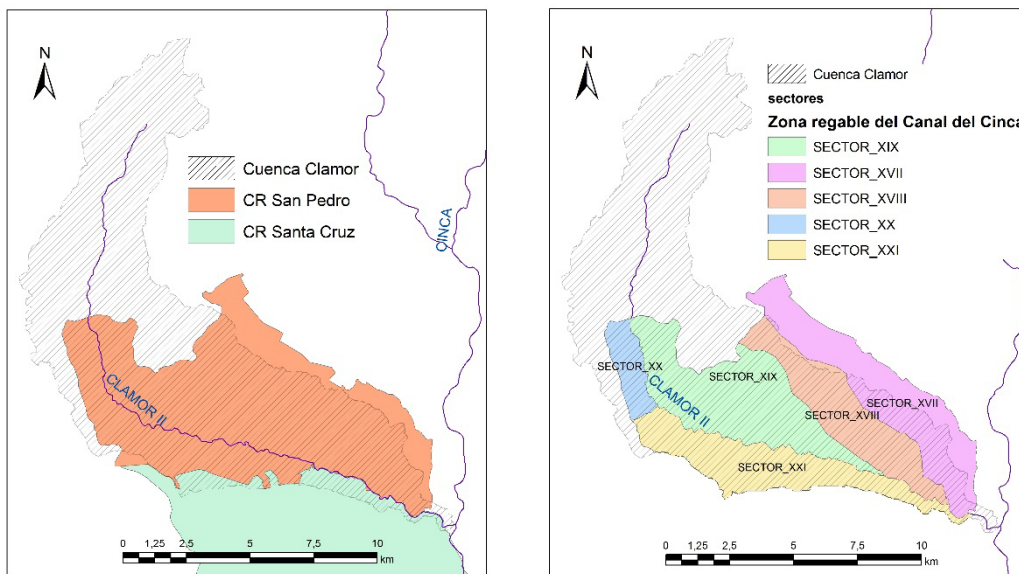 N
Cuenca Clamor
CR San Pedro
CR Santa Cruz
CINCA
CLAMOR II
0 1,25 2,5 5 7,5 10
km
N
Cuenca Clamor
sectores
Zona regable del Canal del Cinca
SECTOR_XIX
SECTOR_XVII
SECTOR_XVIII
SECTOR_XX
SECTOR_XXI
SECTOR_XX
CLAMOR II
SECTOR_XIX
SECTOR_XVII
SECTOR_XVIII
SECTOR_XXI
0 1,25 2,5 5 7,5 10
km